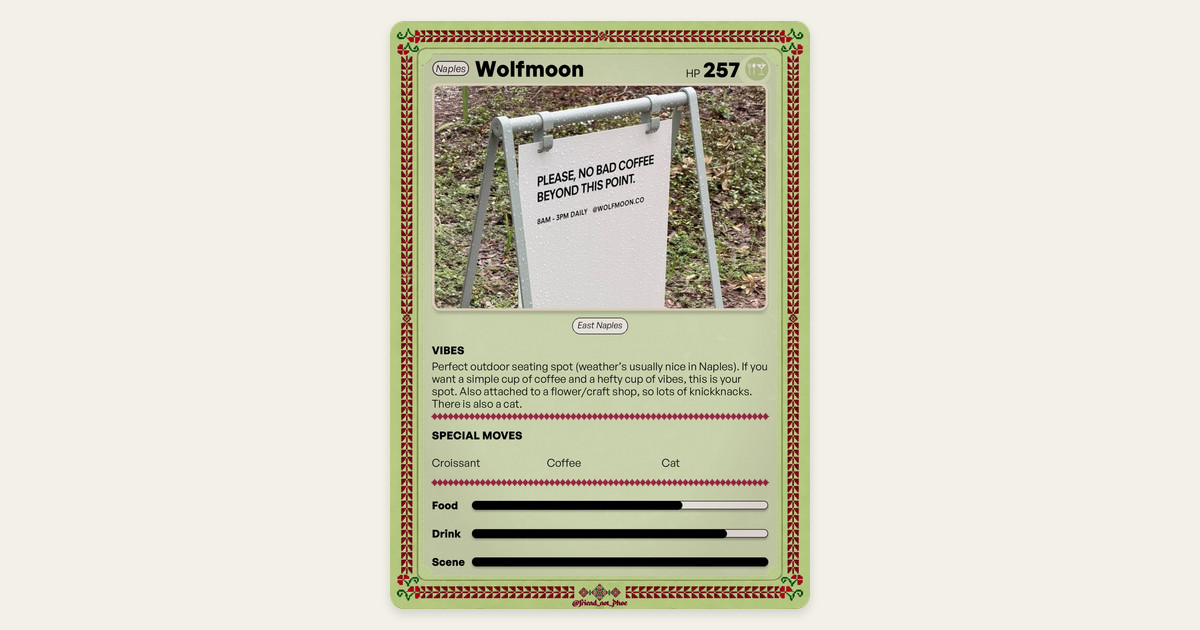 Naples Wolfmoon HP 257
PLEASE, NO BAD COFFEE
BEYOND THIS POINT.
8AM - 3PM DAILY @WOLFMOON.CO
East Naples
VIBES
Perfect outdoor seating spot (weather’s usually nice in Naples). If you
want a simple cup of coffee and a hefty cup of vibes, this is your
spot. Also attached to a flower/craft shop, so lots of knickknacks.
There is also a cat.
SPECIAL MOVES
Croissant Coffee Cat
Food
Drink
Scene
@friend_not_phoe